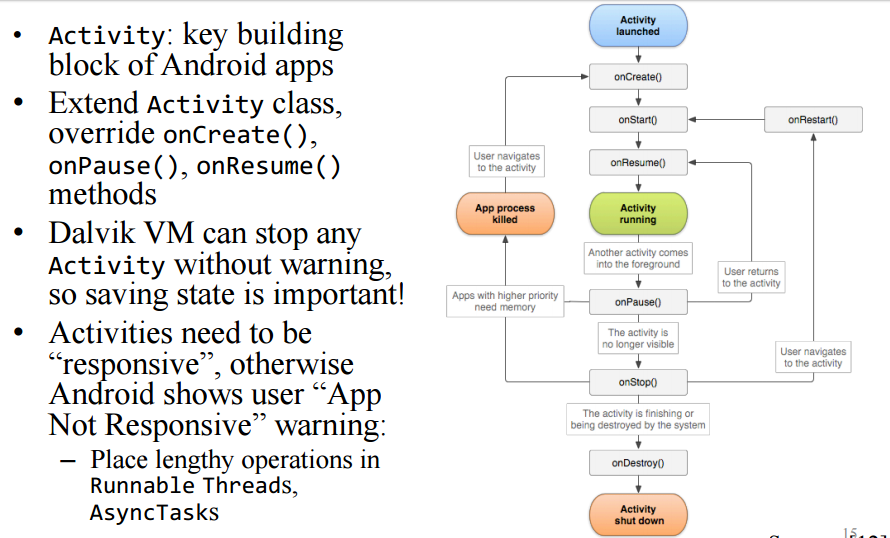 • Activity: key building
block of Android apps
• Extend Activity class,
override onCreate(),
onPause(), onResume()
methods
• Dalvik VM can stop any
Activity without warning,
so saving state is important!
• Activities need to be
“responsive”, otherwise
Android shows user “App
Not Responsive” warning:
– Place lengthy operations in
Runnable Threads,
AsyncTasks
Activity
launched
onCreate()
onStart()
onRestart()
onResume()
User navigates
to the activity
App process
killed
Activity
running
Another activity comes
into the foreground
User returns
to the activity
Apps with higher priority
need memory
onPause()
The activity is
no longer visible
User navigates
to the activity
onStop()
The activity is finishing or
being destroyed by the system
onDestroy()
Activity
shut down
15